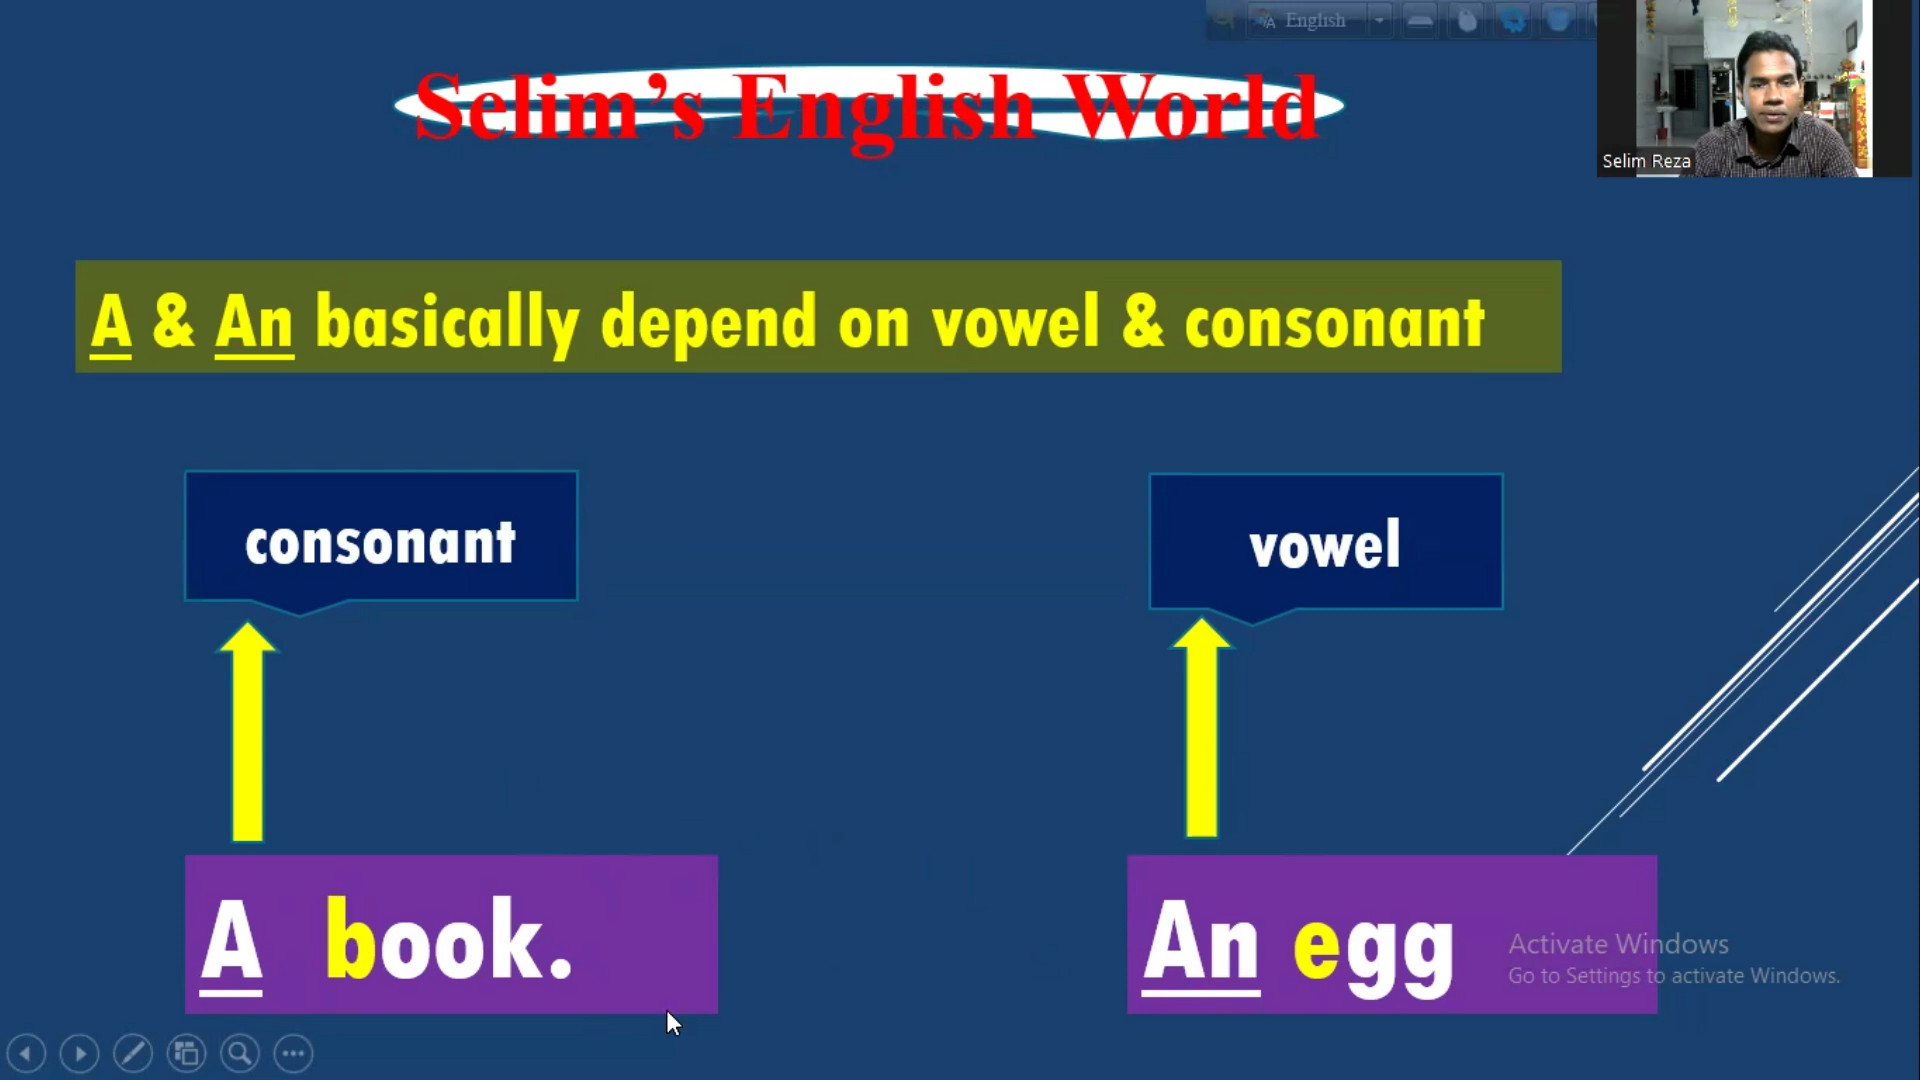 English
Selim's English World
Selim Reza
A & An basically depend on vowel & consonant
consonant
vowel
A book.
An egg
Activate Windows
Go to Settings to activate Windows.